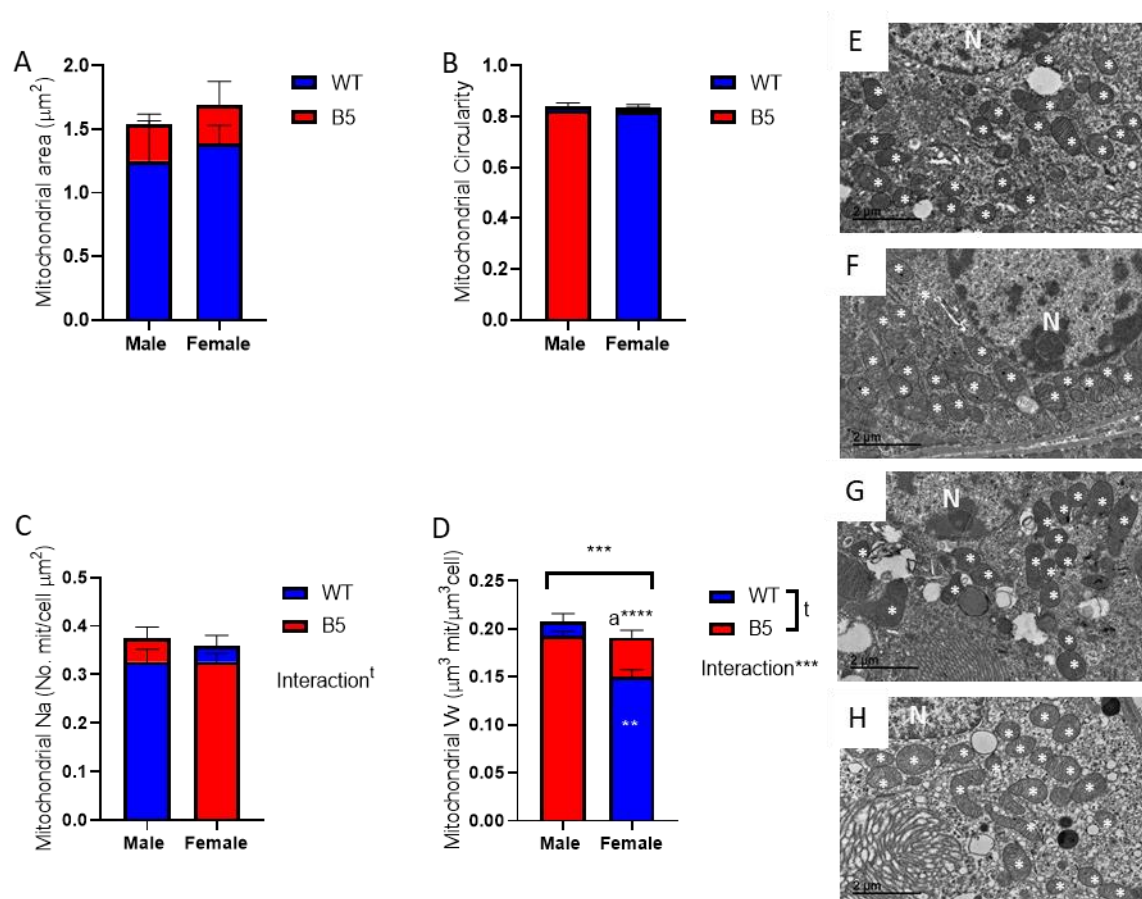 A
Mitochondrial area (μm²)
2.0
1.5
1.0
0.5
0.0
Male Female
WT
B5
B
Mitochondrial Circularity
1.0
0.8
0.6
0.4
0.2
0.0
Male Female
WT
B5
C
Mitochondrial Na (No. mit/cell μm²)
0.5
0.4
0.3
0.2
0.1
0.0
Male Female
WT
B5
Interactionᵗ
D
Mitochondrial Vv (μm³ mit/μm³cell)
0.25
0.20
0.15
0.10
0.05
0.00
***
a****
**
Male Female
WT
B5
t
Interaction***
E
N
2 μm
F
N
2 μm
G
N
2 μm
H
N
2 μm